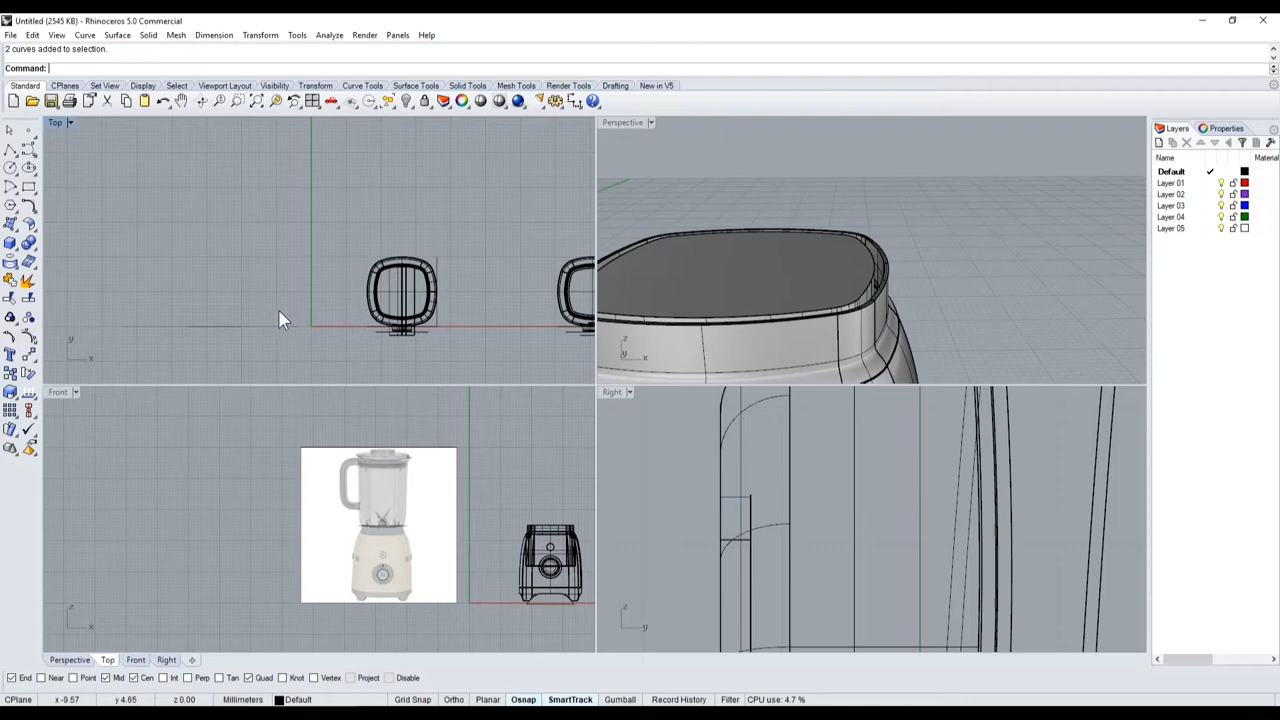 Untitled (2545 KB) - Rhinoceros 5.0 Commercial
File Edit View Curve Surface Solid Mesh Dimension Transform Tools Analyze Render Panels Help
2 curves added to selection.
Command:
Standard CPlanes Set View Display Select Viewport Layout Visibility Transform Curve Tools Surface Tools Solid Tools Mesh Tools Render Tools Drafting New in V5
Top
Perspective
Layers Properties
Name Material
Default
Layer 01
Layer 02
Layer 03
Layer 04
Layer 05
y x
z y x
Front
Right
z x
z y
Perspective Top Front Right
End Near Point Mid Cen Int Perp Tan Quad Knot Vertex Project Disable
CPlane x -9.57 y 4.65 z 0.00 Millimeters Default Grid Snap Ortho Planar Osnap SmartTrack Gumball Record History Filter CPU use: 4.7 %